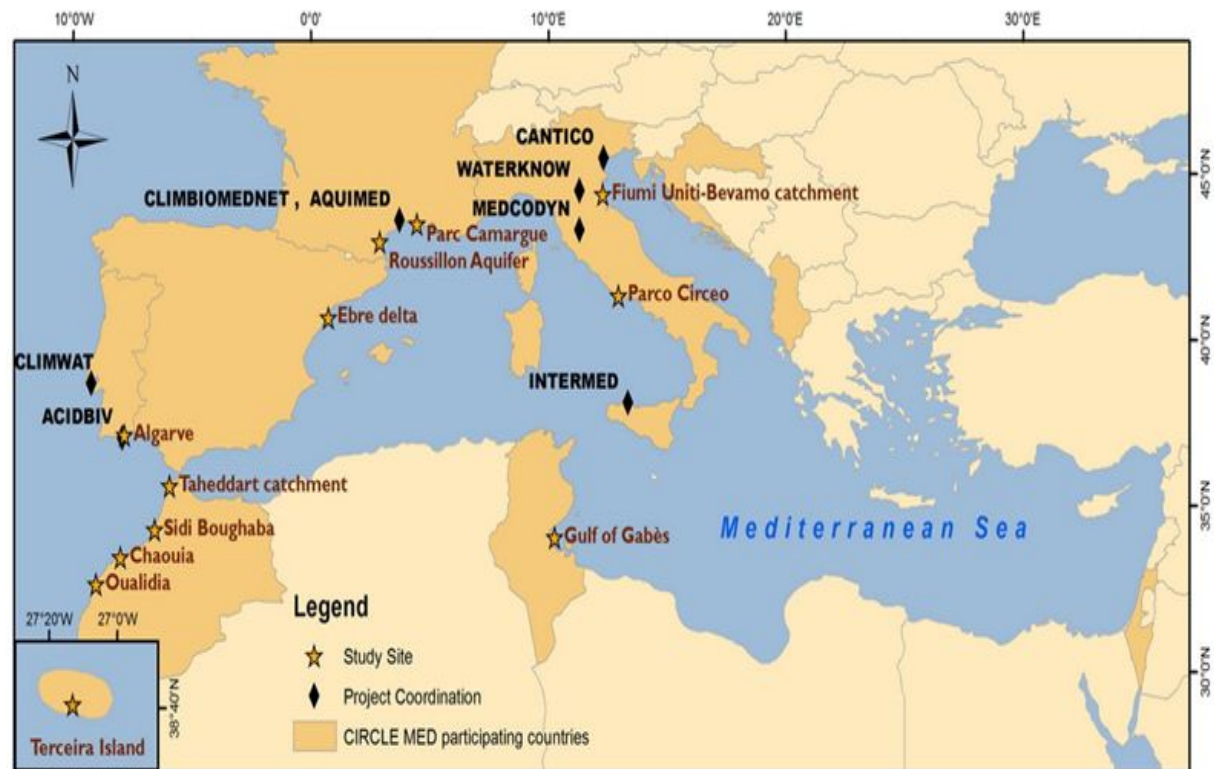 10°0'W 0°0' 10°0'E 20°0'E 30°0'E
N
CANTICO
45°0'N
WATERKNOW
Fiumi Uniti-Bevamo catchment
CLIMBIOMEDNET , AQUIMED
MEDCODYN
Parc Camargue
Roussillon Aquifer
Parco Circeo
Ebre delta
40°0'N
CLIMWAT
INTERMED
ACIDBIV
Algarve
Taheddart catchment
35°0'N
Sidi Boughaba
Mediterranean Sea
Gulf of Gabès
Chaouia
Oualidia
27°20'W 27°0'W
Legend
Study Site
30°0'N
Project Coordination
38°40'N
CIRCLE MED participating countries
Terceira Island